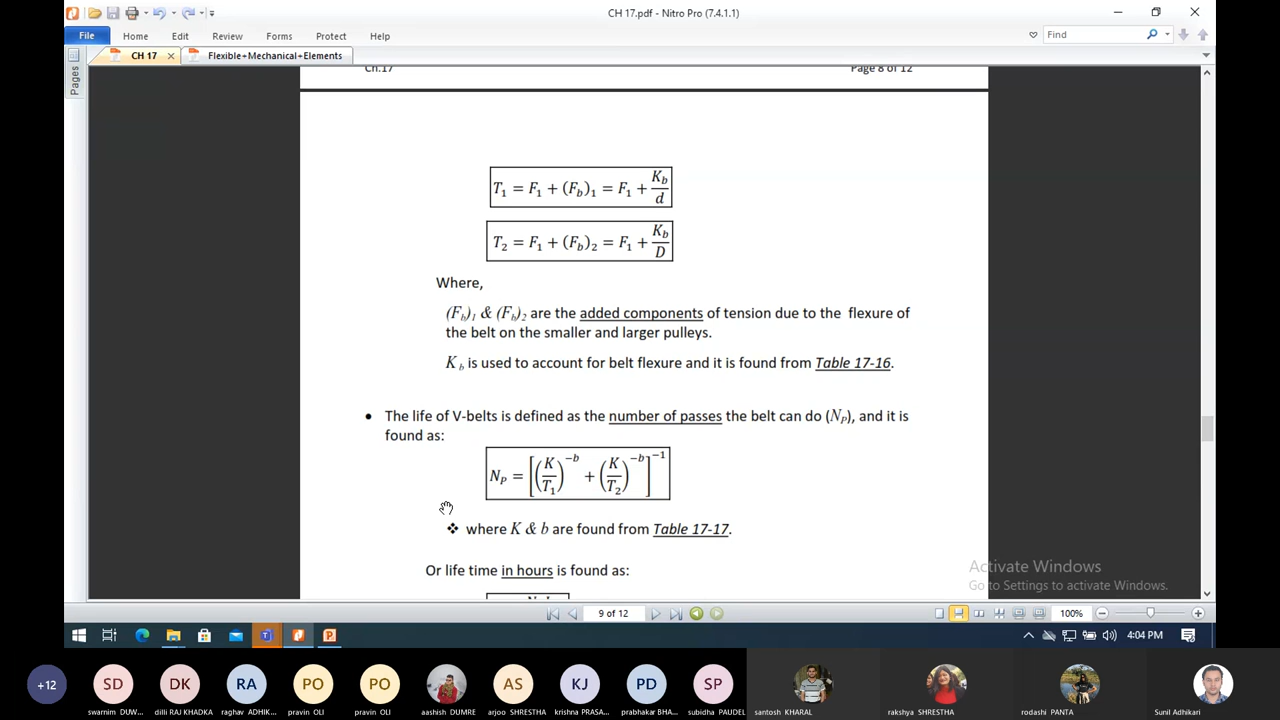 CH 17.pdf - Nitro Pro (7.4.1.1)
File Home Edit Review Forms Protect Help Find
CH 17 Flexible+Mechanical+Elements
Pages
Ch.17 Page 8 of 12
T₁ = F₁ + (F_b)₁ = F₁ + K_b/d
T₂ = F₁ + (F_b)₂ = F₁ + K_b/D
Where,
(F_b)₁ & (F_b)₂ are the added components of tension due to the flexure of
the belt on the smaller and larger pulleys.
K_b is used to account for belt flexure and it is found from Table 17-16.
• The life of V-belts is defined as the number of passes the belt can do (N_P), and it is
found as:
N_P = [(K/T₁)^(−b) + (K/T₂)^(−b)]^(−1)
❖ where K & b are found from Table 17-17.
Or life time in hours is found as:
Activate Windows
Go to Settings to activate Windows.
9 of 12 100%
4:04 PM
+12 SD DK RA PO PO AS KJ PD SP
swarnim DUW... dilli RAJ KHADKA raghav ADHIK... pravin OLI pravin OLI aashish DUMRE arjoo SHRESTHA krishna PRASA... prabhakar BHA... subidha PAUDEL santosh KHARAL rakshya SHRESTHA rodashi PANTA Sunil Adhikari